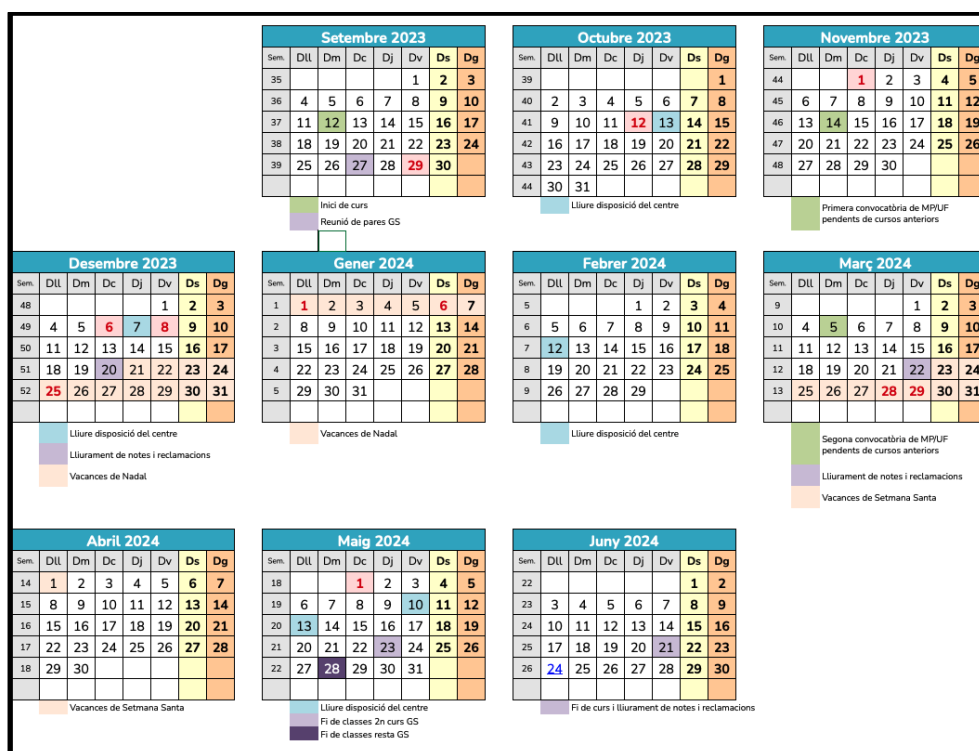 Setembre 2023
Sem. Dll Dm Dc Dj Dv Ds Dg
35 1 2 3
36 4 5 6 7 8 9 10
37 11 12 13 14 15 16 17
38 18 19 20 21 22 23 24
39 25 26 27 28 29 30
Inici de curs
Reunió de pares GS
Octubre 2023
Sem. Dll Dm Dc Dj Dv Ds Dg
39 1
40 2 3 4 5 6 7 8
41 9 10 11 12 13 14 15
42 16 17 18 19 20 21 22
43 23 24 25 26 27 28 29
44 30 31
Lliure disposició del centre
Novembre 2023
Sem. Dll Dm Dc Dj Dv Ds Dg
44 1 2 3 4 5
45 6 7 8 9 10 11 12
46 13 14 15 16 17 18 19
47 20 21 22 23 24 25 26
48 27 28 29 30
Primera convocatòria de MP/UF
pendents de cursos anteriors
Desembre 2023
Sem. Dll Dm Dc Dj Dv Ds Dg
48 1 2 3
49 4 5 6 7 8 9 10
50 11 12 13 14 15 16 17
51 18 19 20 21 22 23 24
52 25 26 27 28 29 30 31
Lliure disposició del centre
Lliurament de notes i reclamacions
Vacances de Nadal
Gener 2024
Sem. Dll Dm Dc Dj Dv Ds Dg
1 1 2 3 4 5 6 7
2 8 9 10 11 12 13 14
3 15 16 17 18 19 20 21
4 22 23 24 25 26 27 28
5 29 30 31
Vacances de Nadal
Febrer 2024
Sem. Dll Dm Dc Dj Dv Ds Dg
5 1 2 3 4
6 5 6 7 8 9 10 11
7 12 13 14 15 16 17 18
8 19 20 21 22 23 24 25
9 26 27 28 29
Lliure disposició del centre
Març 2024
Sem. Dll Dm Dc Dj Dv Ds Dg
9 1 2 3
10 4 5 6 7 8 9 10
11 11 12 13 14 15 16 17
12 18 19 20 21 22 23 24
13 25 26 27 28 29 30 31
Segona convocatòria de MP/UF
pendents de cursos anteriors
Lliurament de notes i reclamacions
Vacances de Setmana Santa
Abril 2024
Sem. Dll Dm Dc Dj Dv Ds Dg
14 1 2 3 4 5 6 7
15 8 9 10 11 12 13 14
16 15 16 17 18 19 20 21
17 22 23 24 25 26 27 28
18 29 30
Vacances de Setmana Santa
Maig 2024
Sem. Dll Dm Dc Dj Dv Ds Dg
18 1 2 3 4 5
19 6 7 8 9 10 11 12
20 13 14 15 16 17 18 19
21 20 21 22 23 24 25 26
22 27 28 29 30 31
Lliure disposició del centre
Fi de classes 2n curs GS
Fi de classes resta GS
Juny 2024
Sem. Dll Dm Dc Dj Dv Ds Dg
22 1 2
23 3 4 5 6 7 8 9
24 10 11 12 13 14 15 16
25 17 18 19 20 21 22 23
26 24 25 26 27 28 29 30
Fi de curs i lliurament de notes i reclamacions